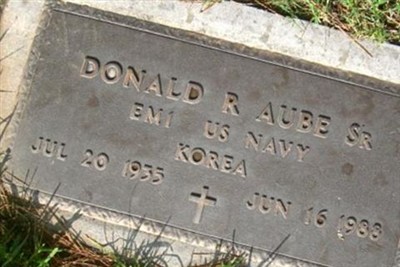 DONALD R AUBE SR
EM1 US NAVY
KOREA
JUL 20 1935
JUN 16 1988